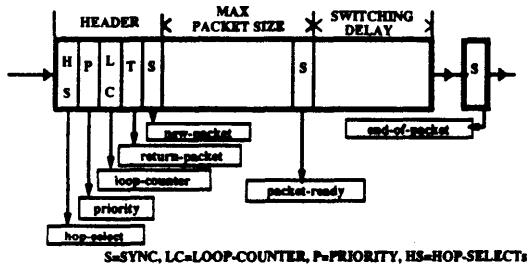 HEADER
MAX
PACKET SIZE
SWITCHING
DELAY
H
S
P
L
C
T
S
S
S
new-packet
return-packet
loop-counter
priority
hop-select
packet-ready
end-of-packet
S=SYNC, LC=LOOP-COUNTER, P=PRIORITY, HS=HOP-SELECTs